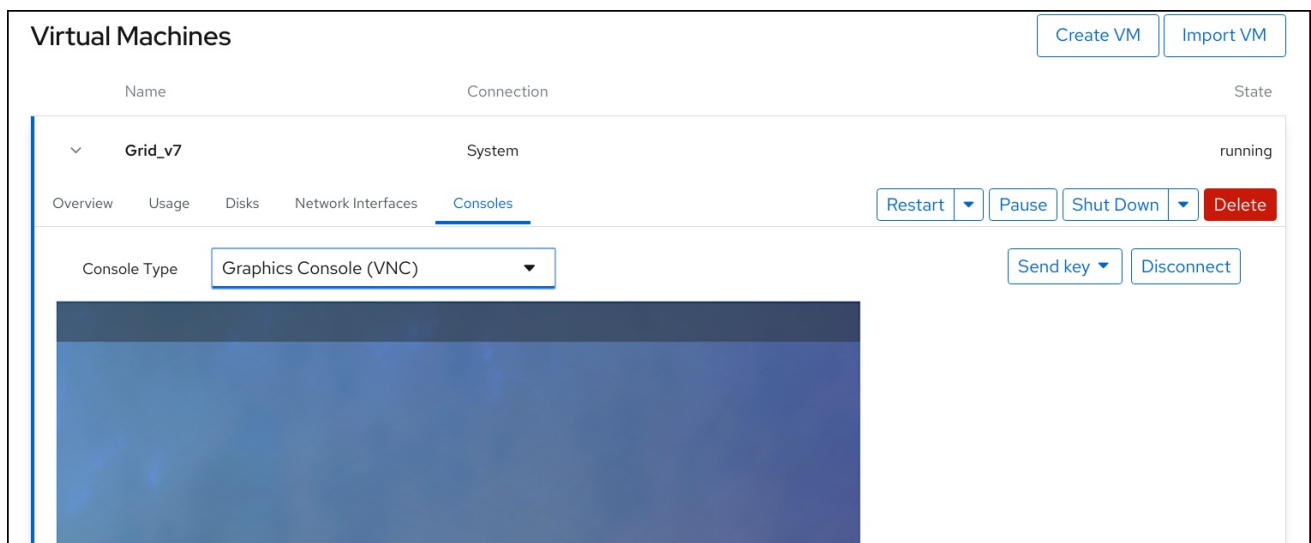 Virtual Machines
Create VM
Import VM
Name Connection State
Grid_v7 System running
Overview Usage Disks Network Interfaces Consoles
Restart Pause Shut Down Delete
Console Type Graphics Console (VNC) Send key Disconnect